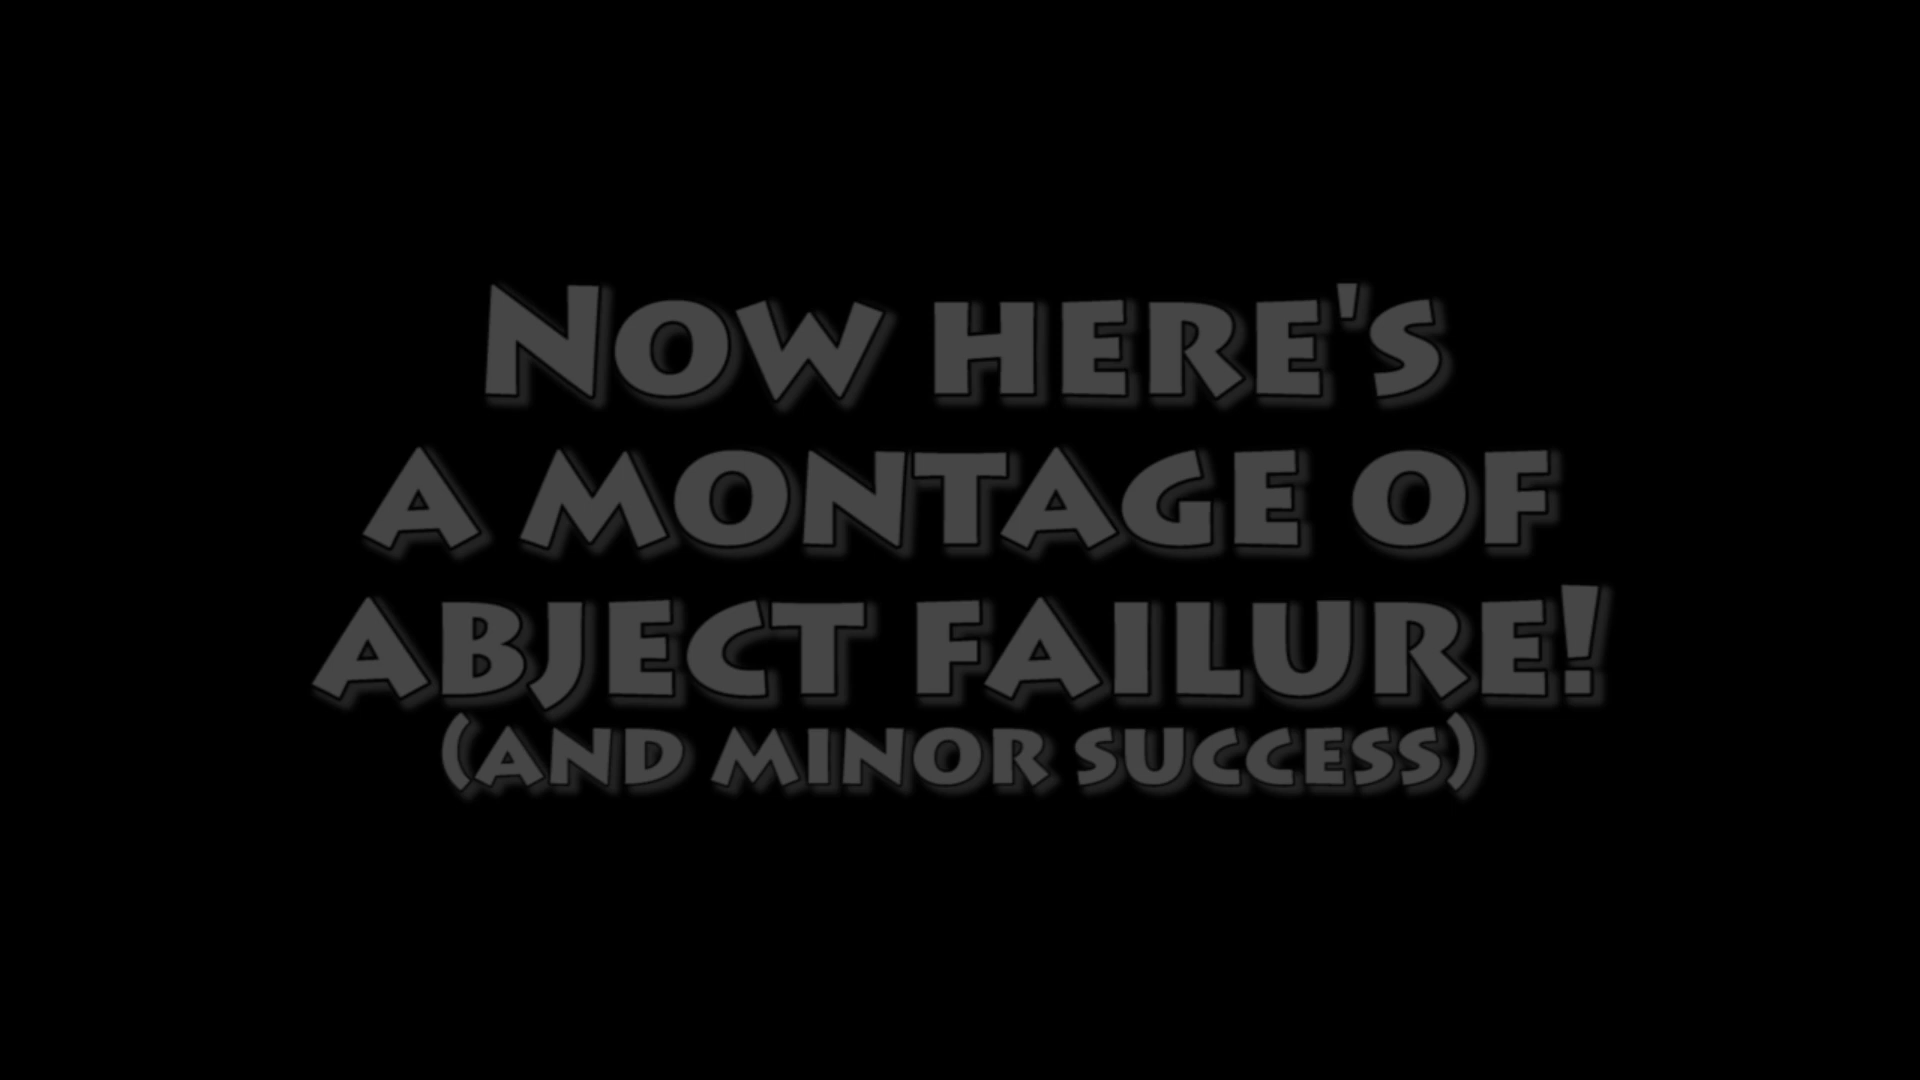 Now here's
a montage of
abject failure!
(and minor success)